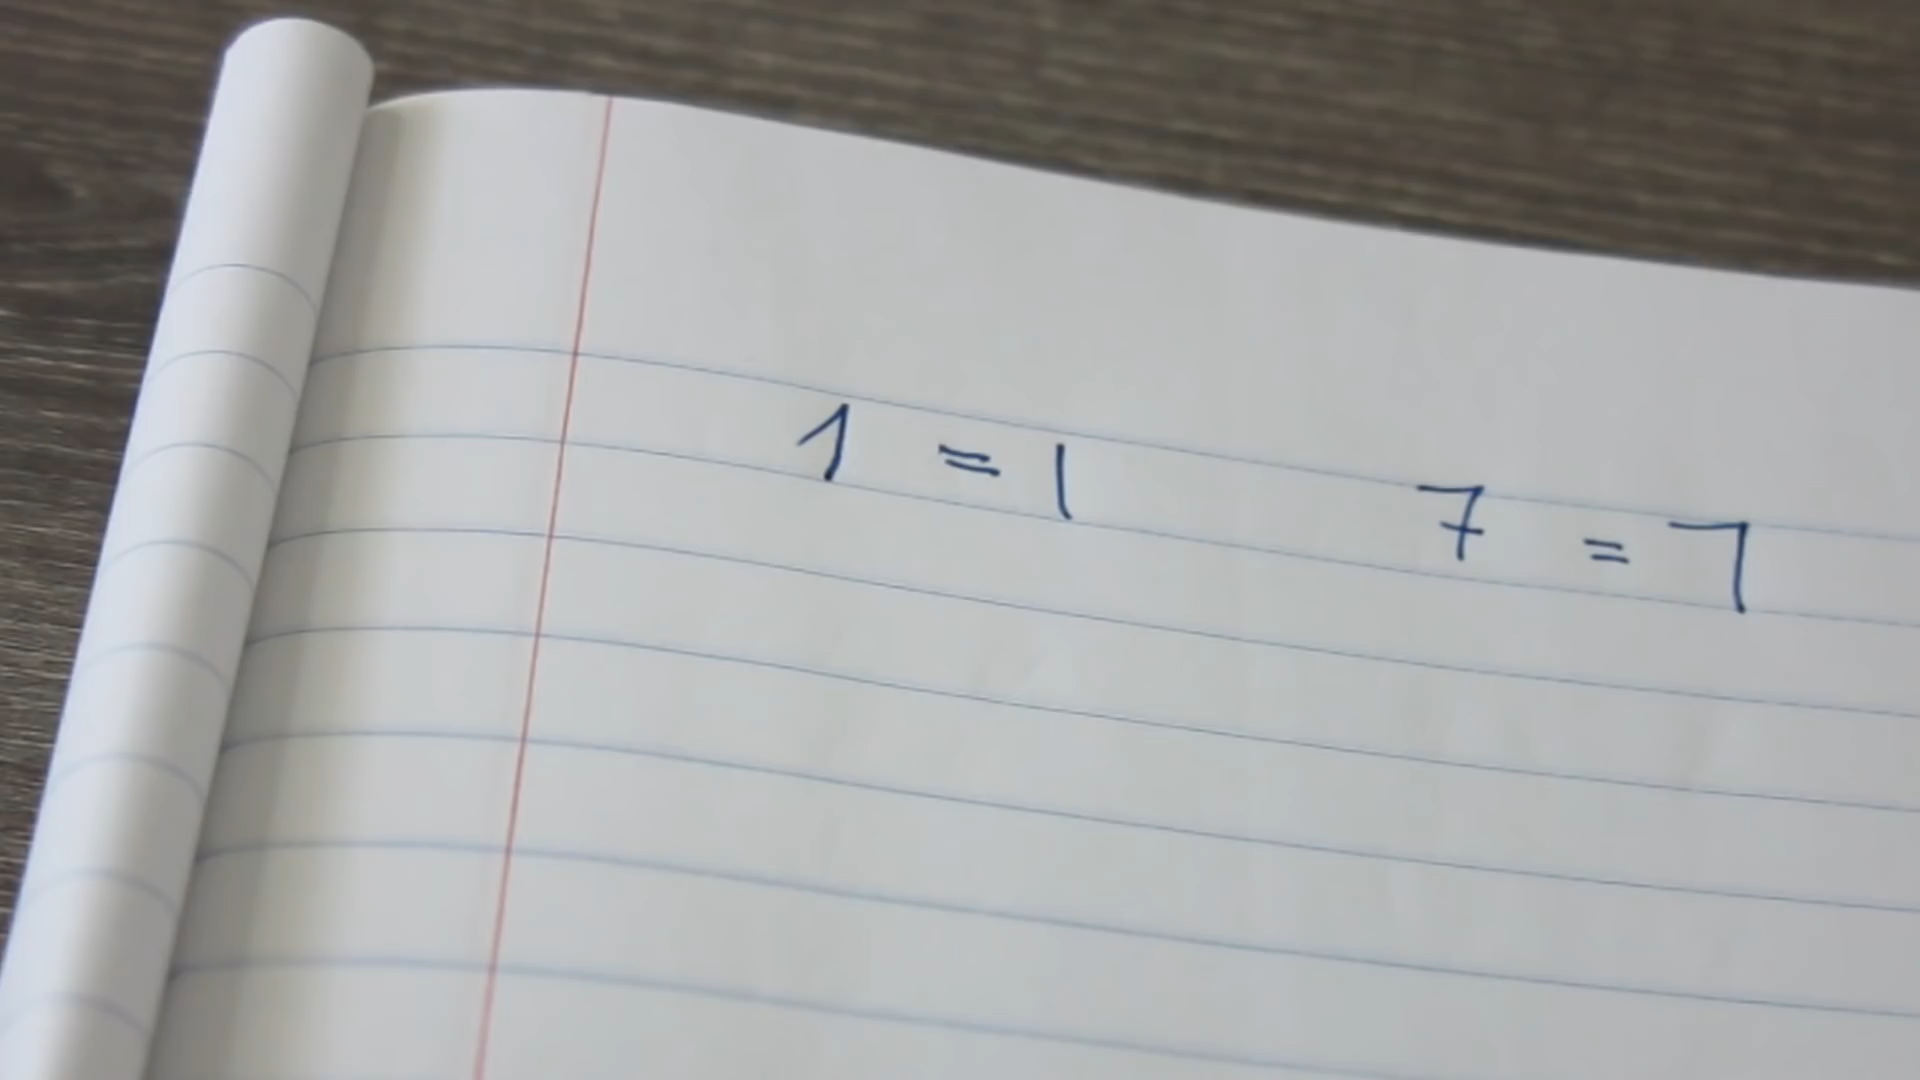 1 = 1 7 = 7